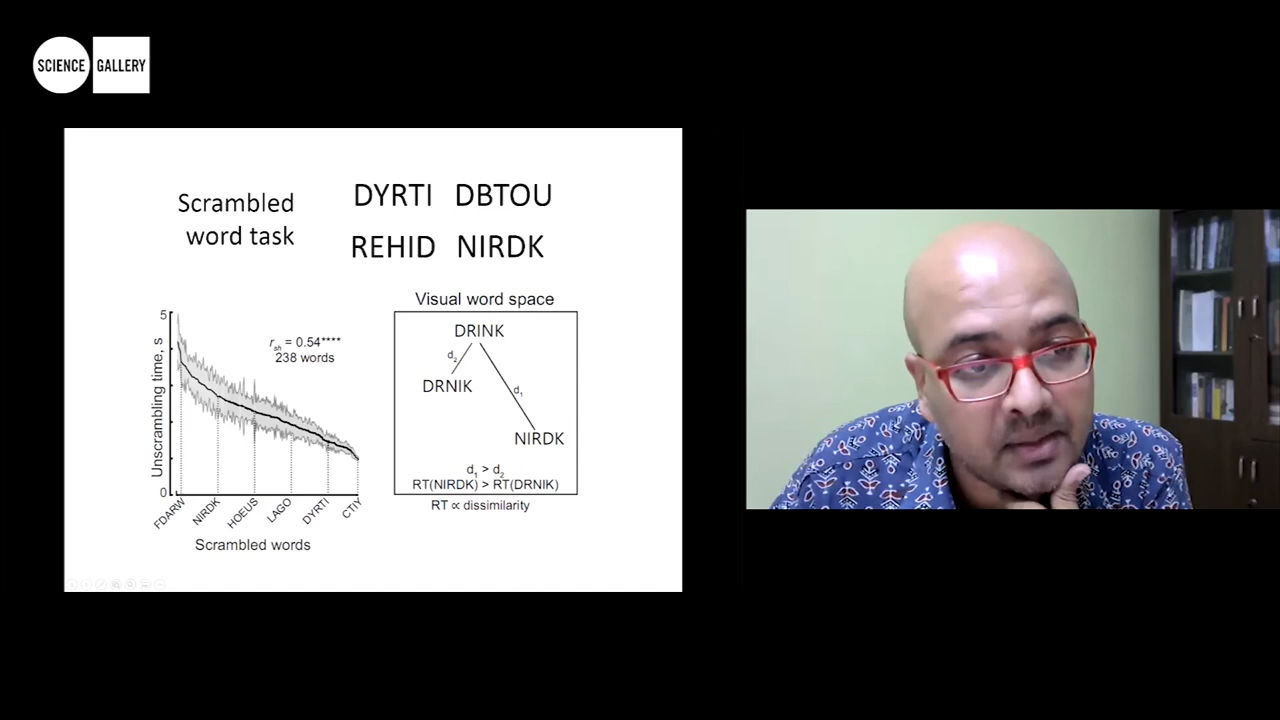 SCIENCE GALLERY
Scrambled
word task
DYRTI DBTOU
REHID NIRDK
Unscrambling time, s
5
0
r_sh = 0.54****
238 words
FDARW
NIRDK
HOEUS
LAGO
DYRTI
CTIY
Scrambled words
Visual word space
DRINK
d₂
DRNIK
d₁
NIRDK
d₁ > d₂
RT(NIRDK) > RT(DRNIK)
RT ∝ dissimilarity